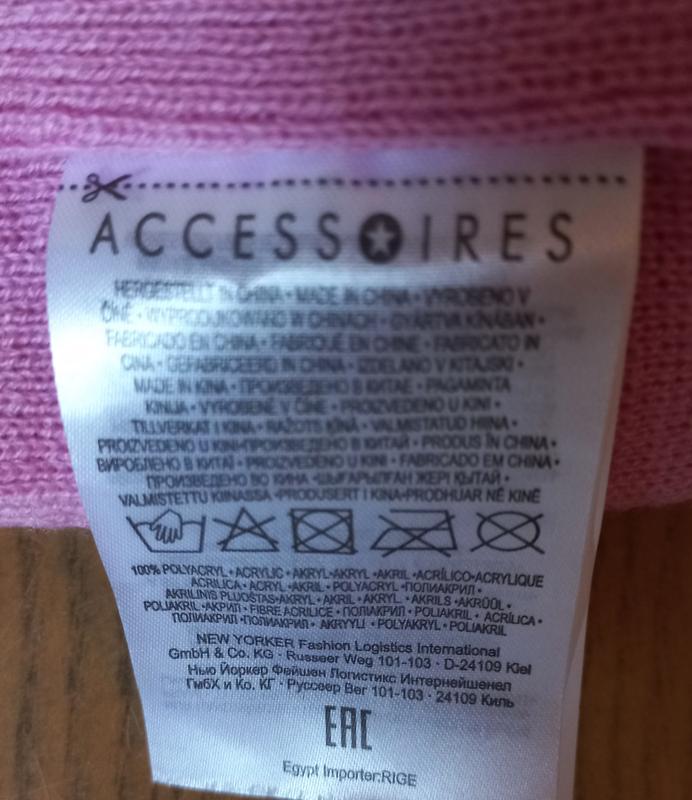 ACCESSOIRES
HERGESTELLT IN CHINA • MADE IN CHINA • VYROBENO V
ČÍNĚ • WYPRODUKOWANO W CHINACH • GYÁRTVA KÍNÁBAN •
FABRICADO EN CHINA • FABRIQUÉ EN CHINE • FABRICATO IN
CINA • GEFABRICEERD IN CHINA • IZDELANO V KITAJSKI •
MADE IN KINA • ПРОИЗВЕДЕНО В КИТАЕ • PAGAMINTA
KINIJA • VYROBENÉ V ČÍNE • PROIZVEDENO U KINI •
TILLVERKAT I KINA • RAŽOTS ĶĪNĀ • VALMISTATUD HIINA •
PROIZVEDENO U KINI•ПРОИЗВЕДЕНО В КИТАЙ • PRODUS ÎN CHINA •
ВИРОБЛЕНО В КИТАЇ • PROIZVEDENO U KINI • FABRICADO EM CHINA •
ПРОИЗВЕДЕНО ВО КИНА •ШЫҒАРЫЛҒАН ЖЕРІ ҚЫТАЙ •
VALMISTETTU KIINASSA •PRODUSERT I KINA•PRODHUAR NË KINË
100% POLYACRYL • ACRYLIC • AKRYL•AKRYL •AKRIL •ACRÍLICO•ACRYLIQUE
ACRILICA • ACRYL • AKRIL • POLYACRYL •ПОЛИАКРИЛ •
AKRILINIS PLUOŠTAS•AKRYL • AKRIL • AKRYL • AKRILS •AKRÜÜL •
POLIAKRIL •АКРИЛ • FIBRE ACRILICE • ПОЛІАКРИЛ • POLIAKRIL • ACRÍLICA •
ПОЛИАКРИЛ •ПОЛИАКРИЛ • AKRYYLI • POLYAKRYL • POLIAKRIL
NEW YORKER Fashion Logistics International
GmbH & Co. KG · Russeer Weg 101-103 · D-24109 Kiel
Нью Йоркер Фейшен Логистикс Интернейшенел
ГмбХ и Ко. КГ · Руссеер Вег 101-103 · 24109 Киль
EAC
Egypt Importer:RIGE